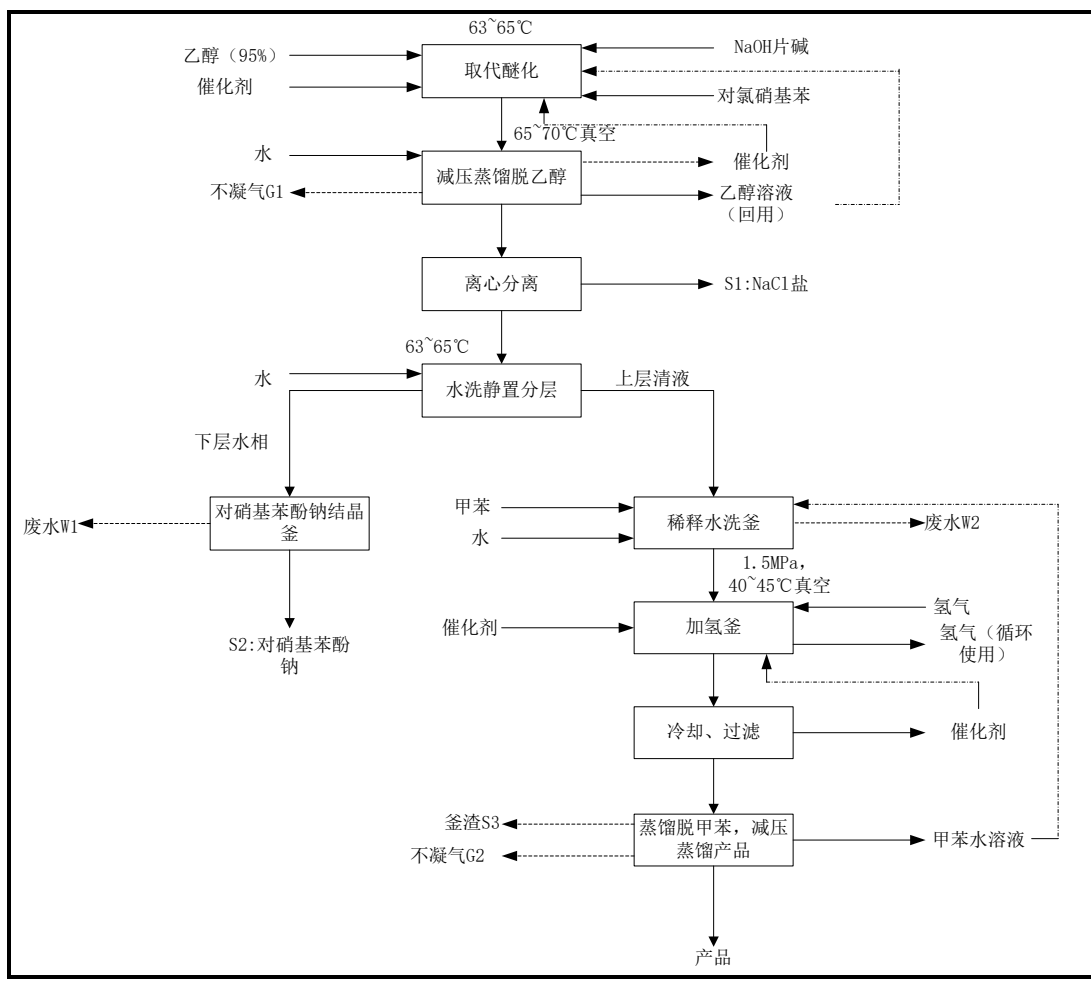 63~65℃
乙醇（95%）
NaOH片碱
取代醚化
催化剂
对氯硝基苯
65~70℃真空
水
减压蒸馏脱乙醇
催化剂
不凝气G1
乙醇溶液
（回用）
离心分离
S1:NaCl盐
63~65℃
水
水洗静置分层
上层清液
下层水相
对硝基苯酚钠结晶
釜
废水W1
甲苯
水
稀释水洗釜
废水W2
1.5MPa,
40~45℃真空
S2:对硝基苯酚
钠
催化剂
加氢釜
氢气
氢气（循环
使用）
冷却、过滤
催化剂
釜渣S3
不凝气G2
蒸馏脱甲苯，减压
蒸馏产品
甲苯水溶液
产品